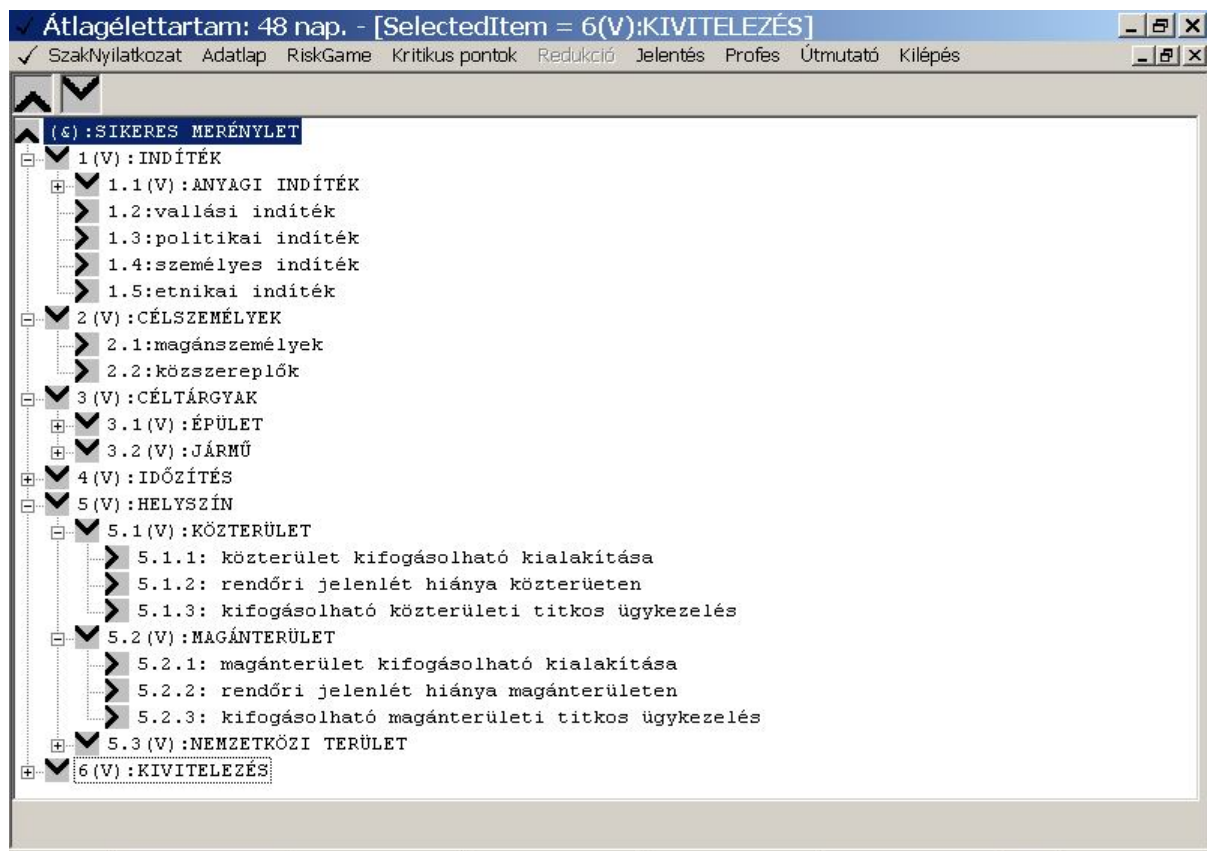 Átlagélettartam: 48 nap. - [SelectedItem = 6(V):KIVITELEZÉS]
SzakNyilatkozat Adatlap RiskGame Kritikus pontok Redukció Jelentés Profes Útmutató Kilépés
(&):SIKERES MERÉNYLET
1(V):INDÍTÉK
1.1(V):ANYAGI INDÍTÉK
1.2:vallási indíték
1.3:politikai indíték
1.4:személyes indíték
1.5:etnikai indíték
2(V):CÉLSZEMÉLYEK
2.1:magánszemélyek
2.2:közszereplők
3(V):CÉLTÁRGYAK
3.1(V):ÉPÜLET
3.2(V):JÁRMŰ
4(V):IDŐZÍTÉS
5(V):HELYSZÍN
5.1(V):KÖZTERÜLET
5.1.1: közterület kifogásolható kialakítása
5.1.2: rendőri jelenlét hiánya közterüeten
5.1.3: kifogásolható közterületi titkos ügykezelés
5.2(V):MAGÁNTERÜLET
5.2.1: magánterület kifogásolható kialakítása
5.2.2: rendőri jelenlét hiánya magánterületen
5.2.3: kifogásolható magánterületi titkos ügykezelés
5.3(V):NEMZETKÖZI TERÜLET
6(V):KIVITELEZÉS